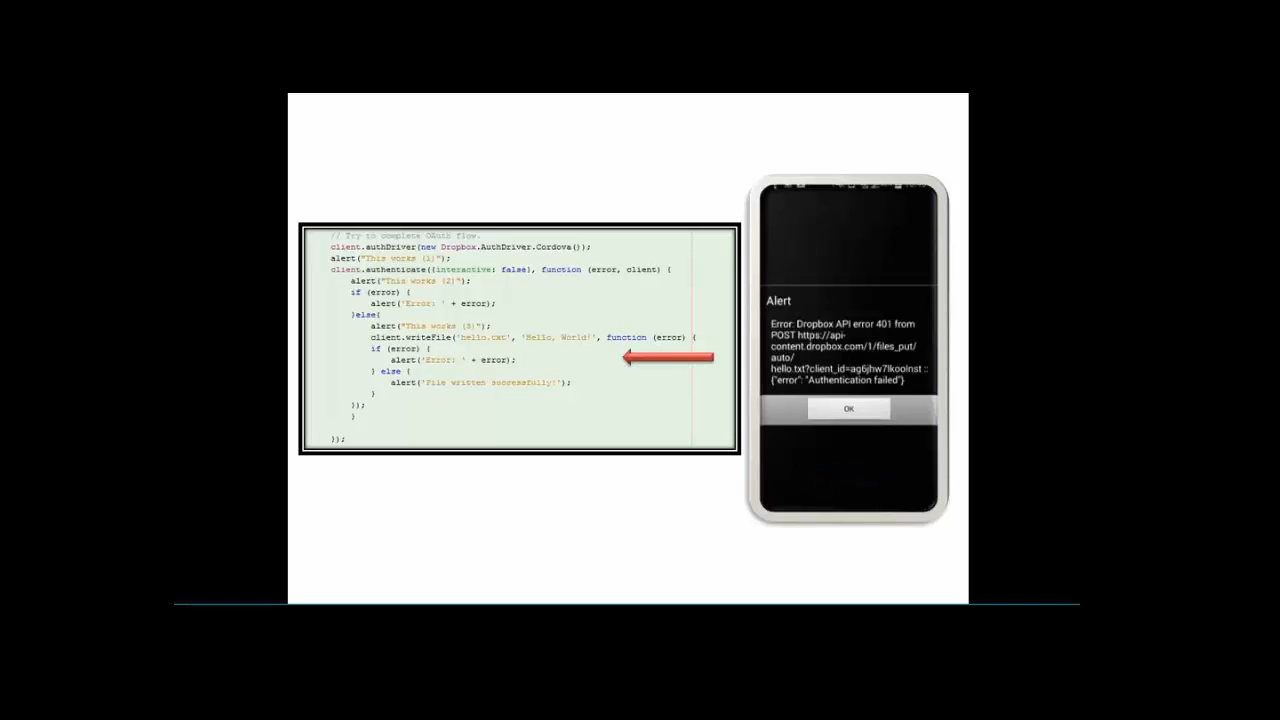 // Try to complete OAuth flow.
client.authDriver(new Dropbox.AuthDriver.Cordova());
alert("This works (1)");
client.authenticate({interactive: false}, function (error, client) {
alert("This works (2)");
if (error) {
alert('Error: ' + error);
}else{
alert("This works (3)");
client.writeFile('hello.txt', 'Hello, World!', function (error) {
if (error) {
alert('Error: ' + error);
} else {
alert('File written successfully!');
}
});
}
});
Alert
Error: Dropbox API error 401 from
POST https://api-
content.dropbox.com/1/files_put/
auto/
hello.txt?client_id=ag6jhw7lkooinst ::
{"error": "Authentication failed"}
OK